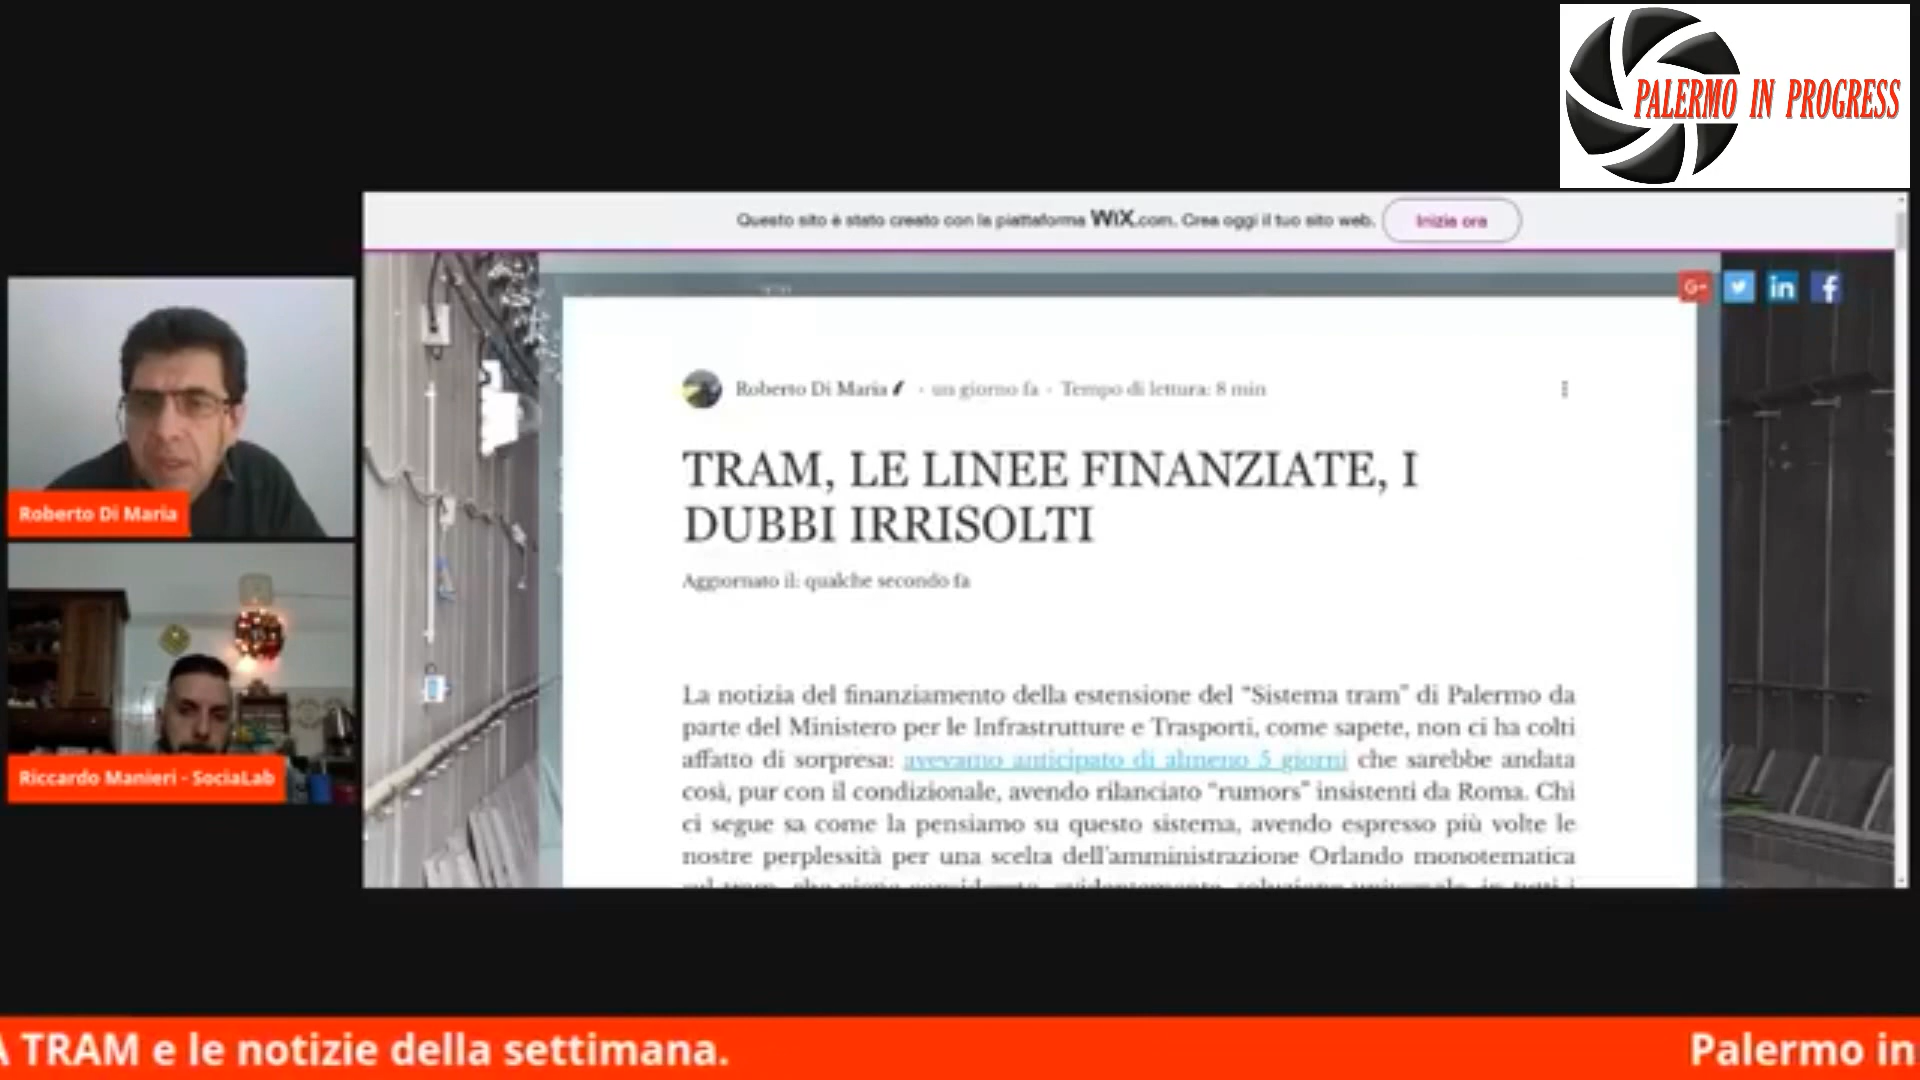 PALERMO IN PROGRESS
Questo sito è stato creato con la piattaforma WiX.com. Crea oggi il tuo sito web.
Inizia ora
G+
in
f
Roberto Di Maria
Roberto Di Maria · un giorno fa · Tempo di lettura: 8 min
TRAM, LE LINEE FINANZIATE, I
DUBBI IRRISOLTI
Aggiornato il: qualche secondo fa
La notizia del finanziamento della estensione del “Sistema tram” di Palermo da
parte del Ministero per le Infrastrutture e Trasporti, come sapete, non ci ha colti
affatto di sorpresa: avevamo anticipato di almeno 5 giorni che sarebbe andata
così, pur con il condizionale, avendo rilanciato “rumors” insistenti da Roma. Chi
ci segue sa come la pensiamo su questo sistema, avendo espresso più volte le
nostre perplessità per una scelta dell'amministrazione Orlando monotematica
Riccardo Manieri - SociaLab
A TRAM e le notizie della settimana.
Palermo in